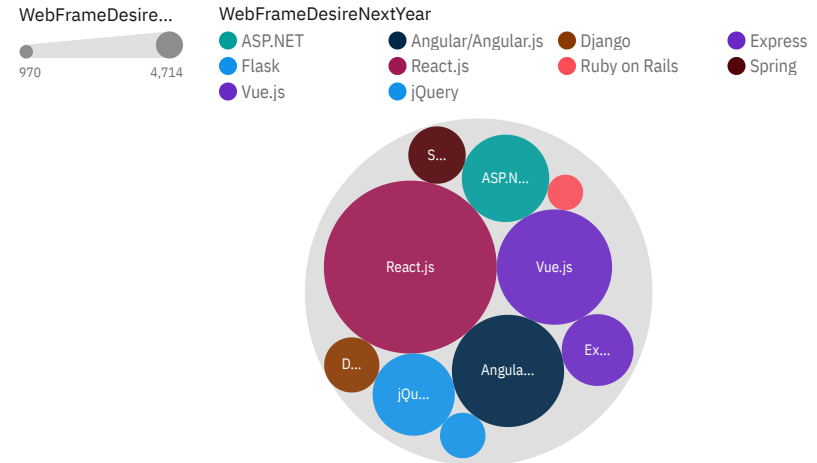 WebFrameDesire...
970
4,714
WebFrameDesireNextYear
ASP.NET Angular/Angular.js Django Express
Flask React.js Ruby on Rails Spring
Vue.js jQuery
S...
ASP.N...
React.js
Vue.js
D...
jQu...
Angula...
Ex...